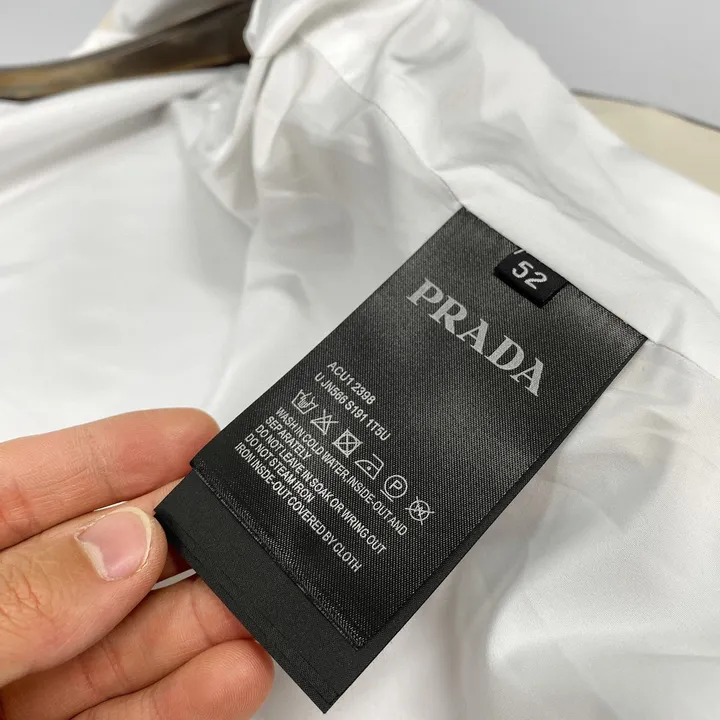 52
PRADA
ACU1 2398
U JN566 S191 1T5U
WASH IN COLD WATER,INSIDE-OUT AND
SEPARATELY
DO NOT LEAVE IN SOAK OR WRING OUT
DO NOT STEAM IRON
IRON INSIDE-OUT COVERED BY CLOTH